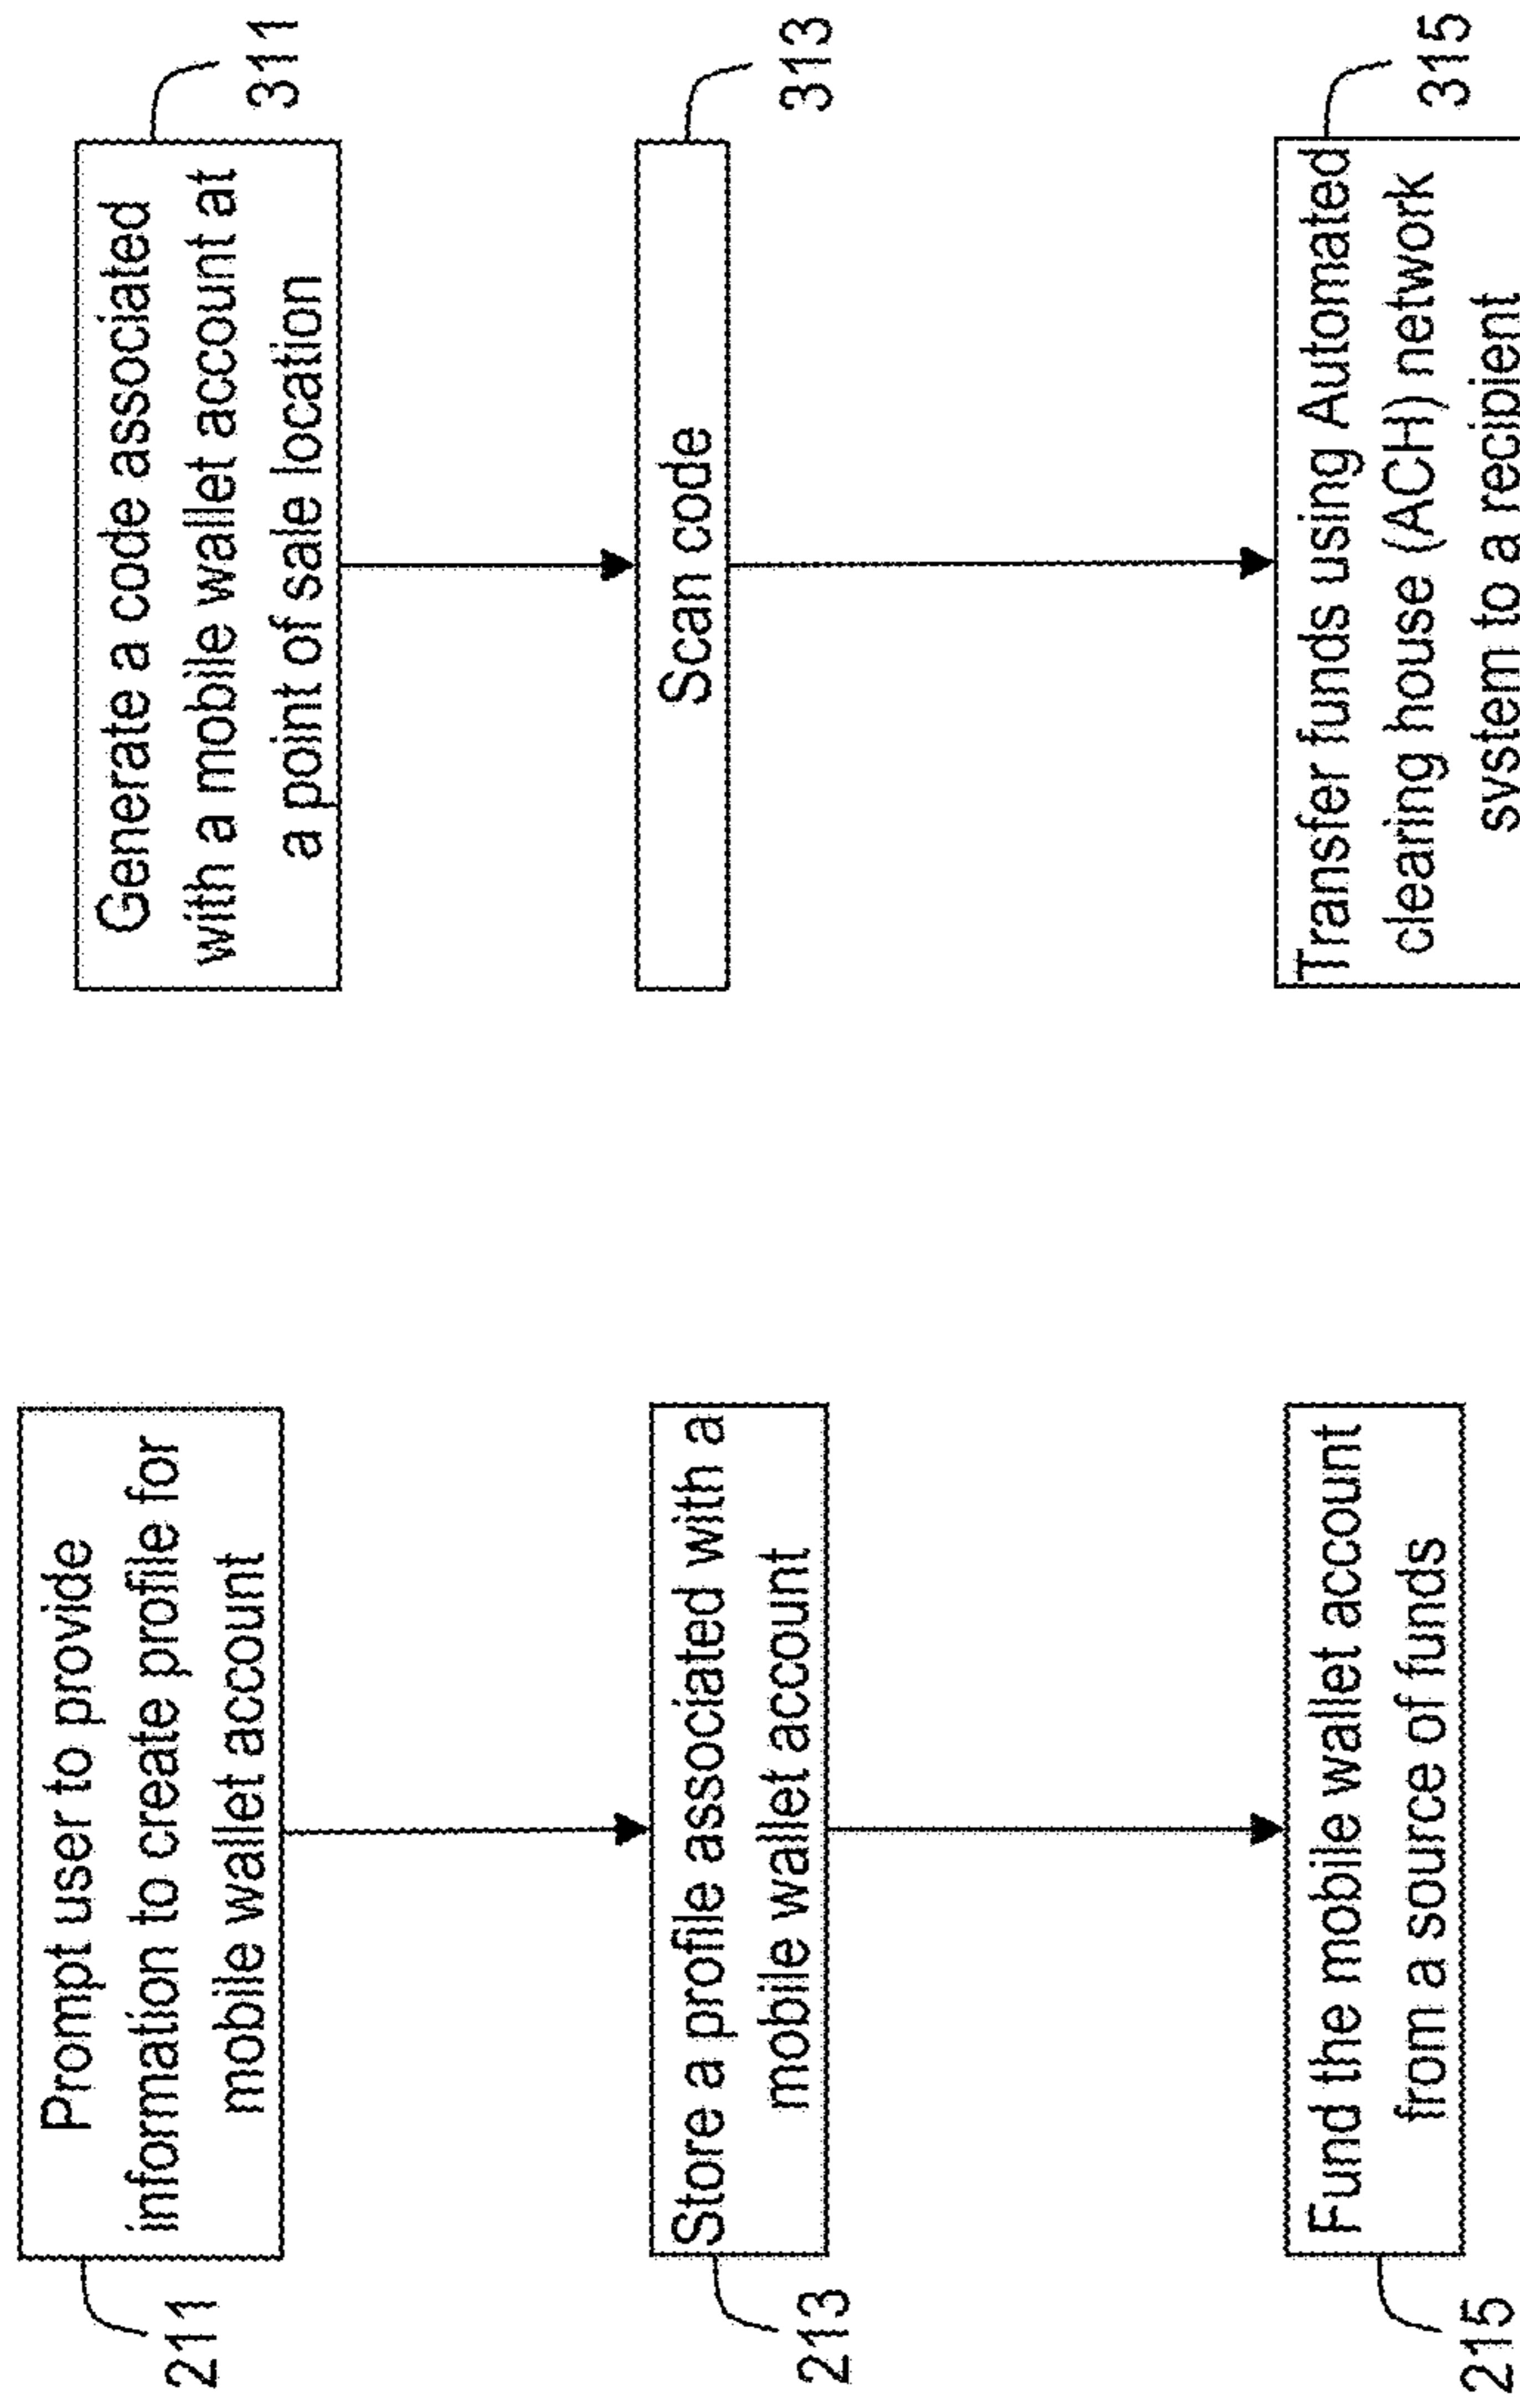 Prompt user to provide
information to create profile for
mobile wallet account
211
Store a profile associated with a
mobile wallet account
213
Fund the mobile wallet account
from a source of funds
215
Generate a code associated
with a mobile wallet account at
a point of sale location
311
Scan code
313
Transfer funds using Automated
clearing house (ACH) network
system to a recipient
315